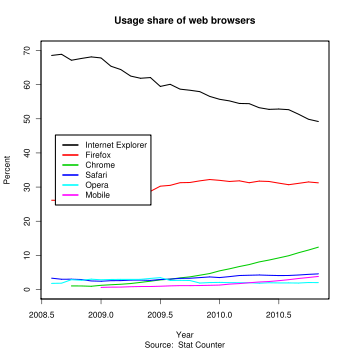 Usage share of web browsers
Percent
70
60
50
40
30
20
10
0
Internet Explorer
Firefox
Chrome
Safari
Opera
Mobile
2008.5 2009.0 2009.5 2010.0 2010.5
Year
Source: Stat Counter